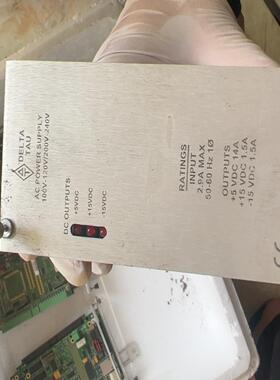 DELTA
TAU
AC POWER SUPPLY
100V-120V/200V-240V
DC OUTPUTS:
+5VDC
+15VDC
-15VDC
RATINGS
INPUT
2.9A MAX
50-60 Hz 1Ø
OUTPUTS
+5 VDC 14A
+15 VDC 1.5A
-15 VDC 1.5A